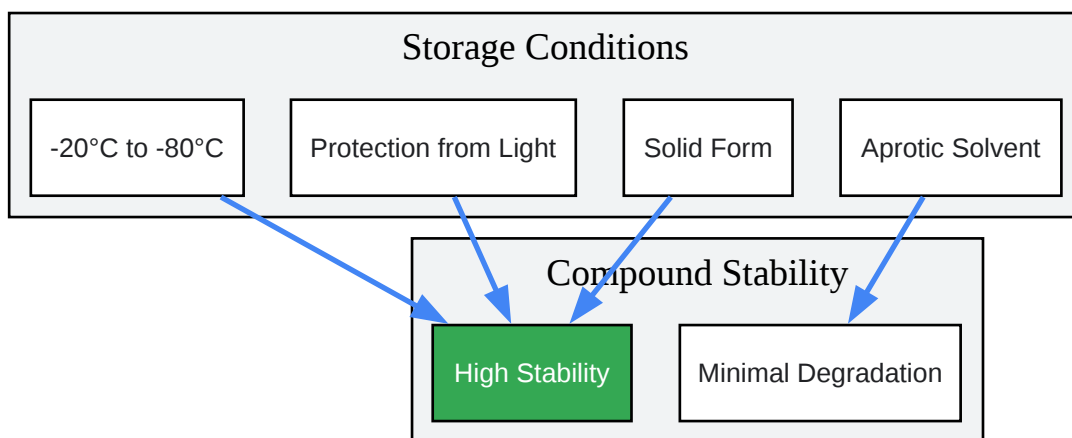 Storage Conditions
-20°C to -80°C
Protection from Light
Solid Form
Aprotic Solvent
Compound Stability
High Stability
Minimal Degradation